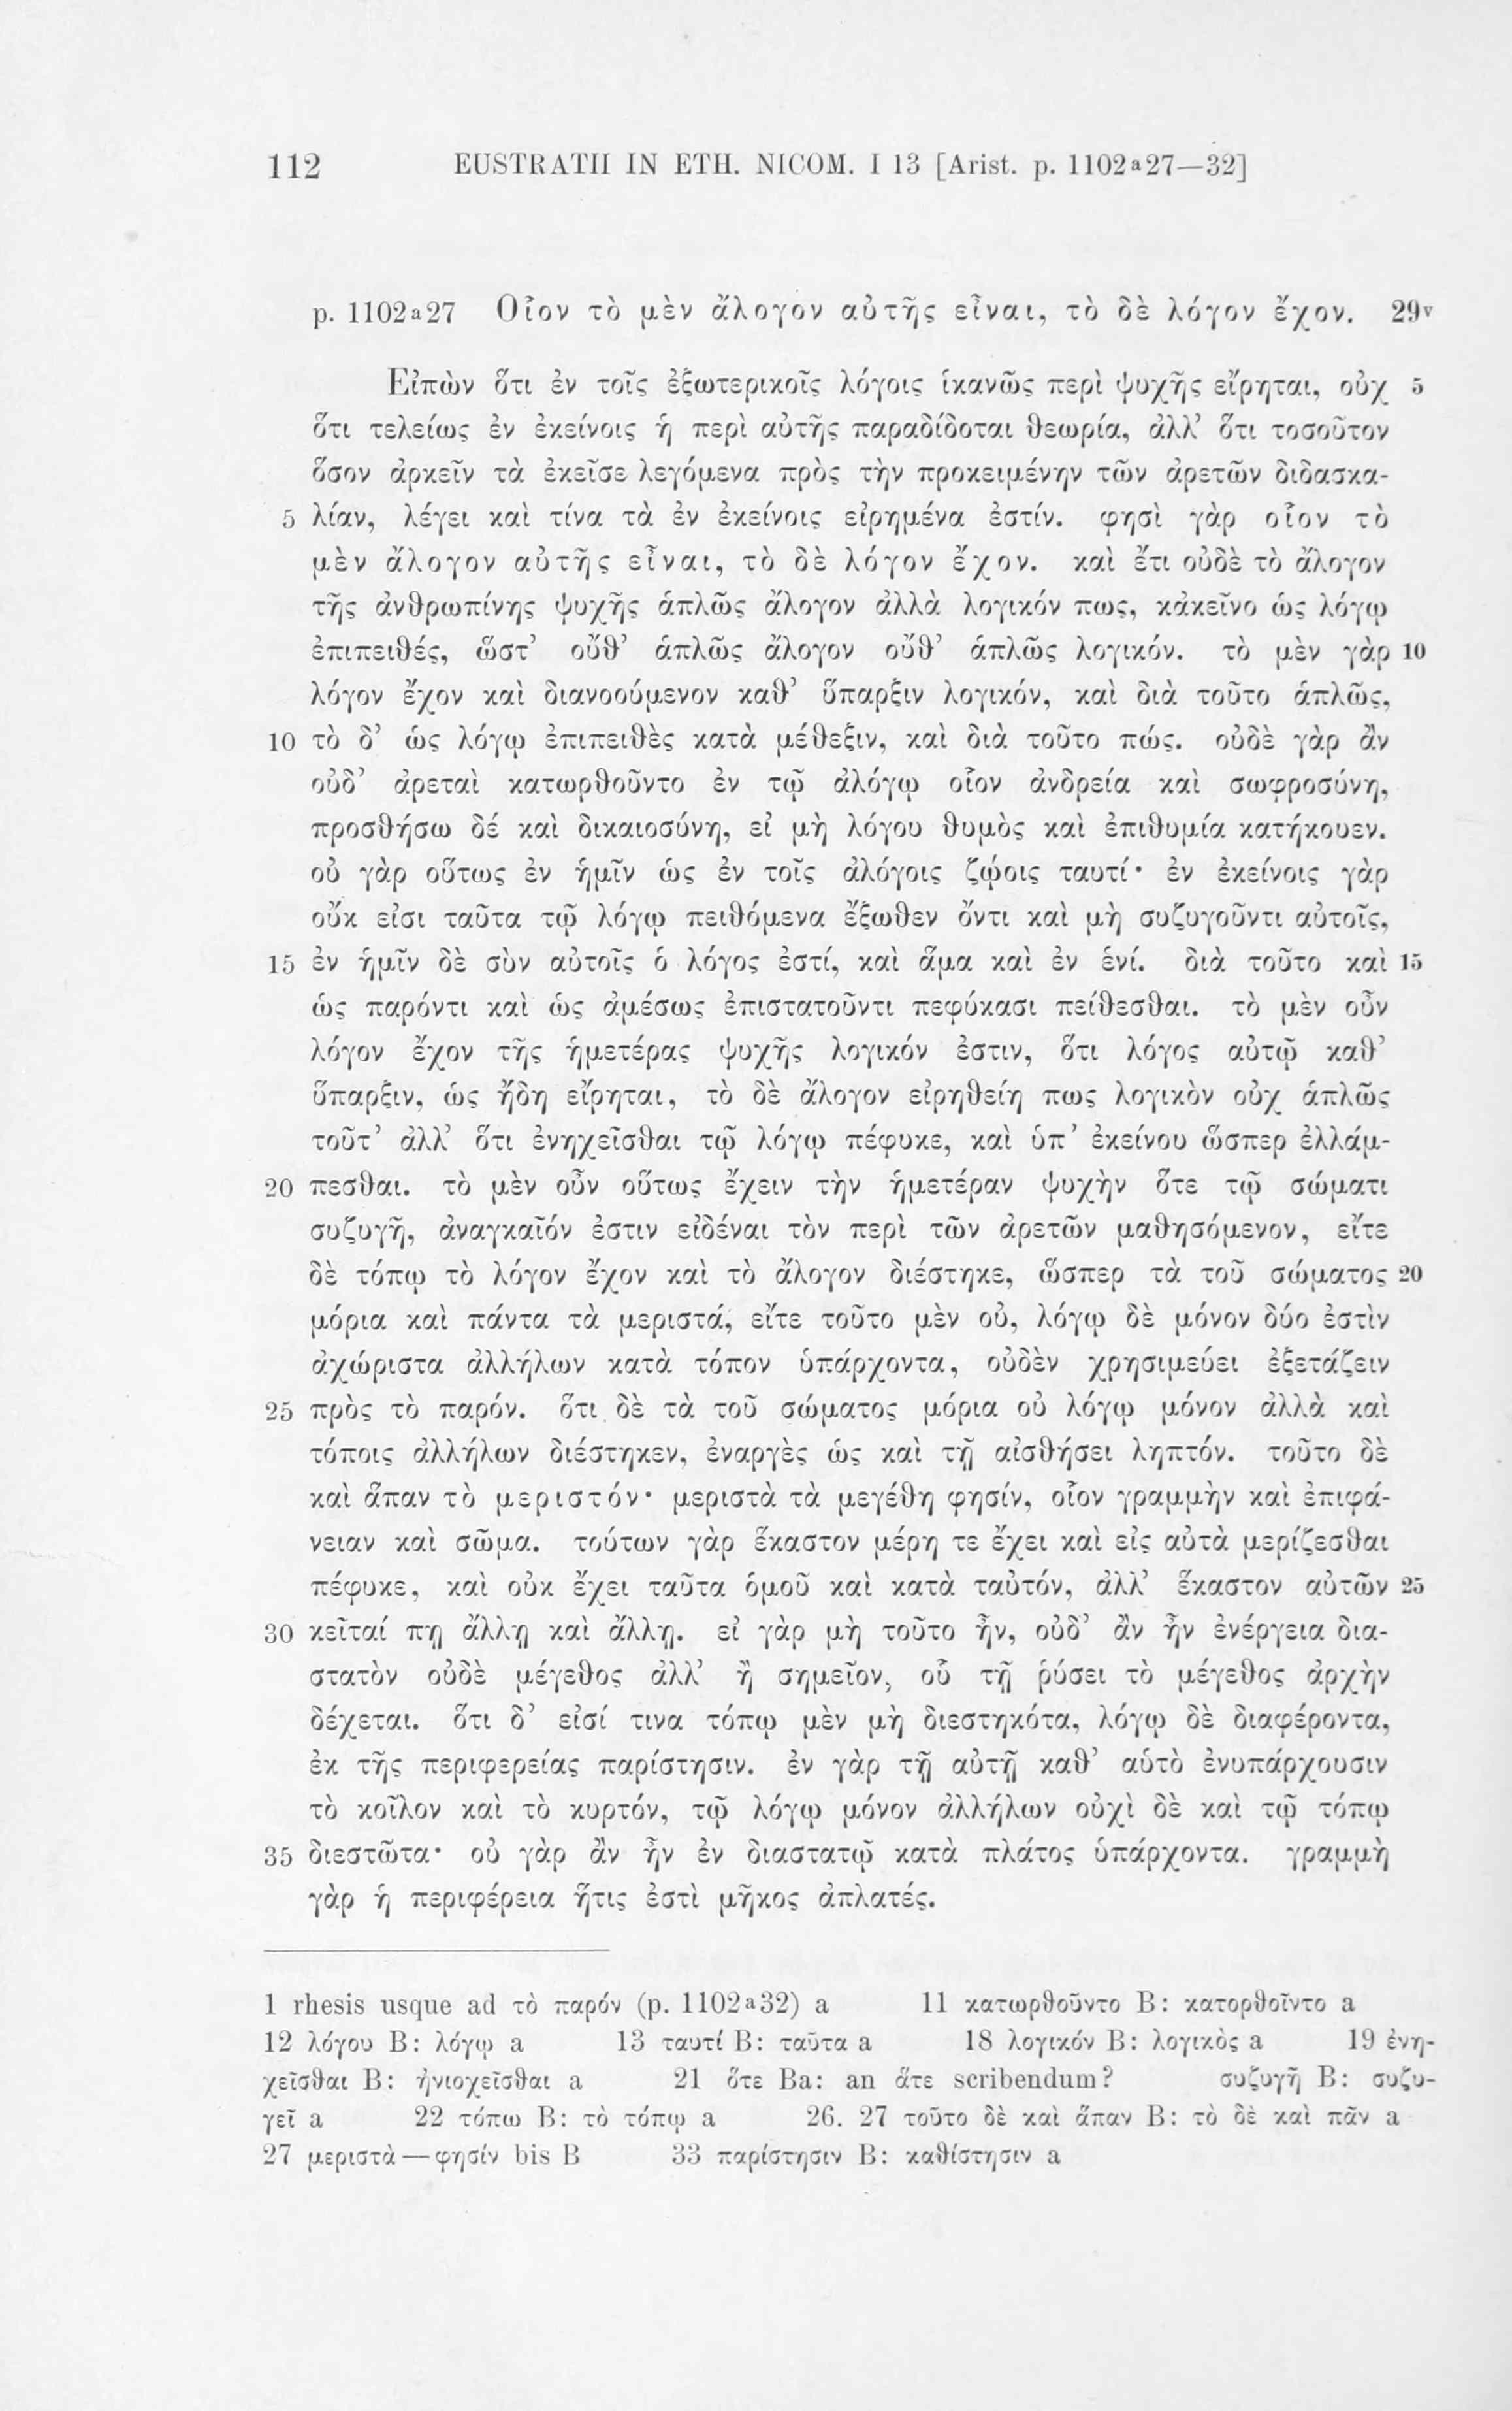 112 EUSTRATII IN ETH. NICOM. I 13 [Arist. p. 1102a27—32]
p. 1102a27 Οἷον τὸ μὲν ἄλογον αὐτῆς εἶναι, τὸ δὲ λόγον ἔχον. 29v
Εἰπὼν ὅτι ἐν τοῖς ἐξωτερικοῖς λόγοις ἱκανῶς περὶ ψυχῆς εἴρηται, οὐχ 5
ὅτι τελείως ἐν ἐκείνοις ἡ περὶ αὐτῆς παραδίδοται θεωρία, ἀλλ’ ὅτι τοσοῦτον
ὅσον ἀρκεῖν τὰ ἐκεῖσε λεγόμενα πρὸς τὴν προκειμένην τῶν ἀρετῶν διδασκα-
5 λίαν, λέγει καὶ τίνα τὰ ἐν ἐκείνοις εἰρημένα ἐστίν. φησὶ γὰρ οἷον τὸ
μὲν ἄλογον αὐτῆς εἶναι, τὸ δὲ λόγον ἔχον. καὶ ἔτι οὐδὲ τὸ ἄλογον
τῆς ἀνθρωπίνης ψυχῆς ἁπλῶς ἄλογον ἀλλὰ λογικόν πως, κἀκεῖνο ὡς λόγῳ
ἐπιπειθές, ὥστ’ οὔθ’ ἁπλῶς ἄλογον οὔθ’ ἁπλῶς λογικόν. τὸ μὲν γὰρ 10
λόγον ἔχον καὶ διανοούμενον καθ’ ὕπαρξιν λογικόν, καὶ διὰ τοῦτο ἁπλῶς,
10 τὸ δ’ ὡς λόγῳ ἐπιπειθὲς κατὰ μέθεξιν, καὶ διὰ τοῦτο πώς. οὐδὲ γὰρ ἂν
οὐδ’ ἀρεταὶ κατωρθοῦντο ἐν τῷ ἀλόγῳ οἷον ἀνδρεία καὶ σωφροσύνη,
προσθήσω δέ καὶ δικαιοσύνη, εἰ μὴ λόγου θυμὸς καὶ ἐπιθυμία κατήκουεν.
οὐ γὰρ οὕτως ἐν ἡμῖν ὡς ἐν τοῖς ἀλόγοις ζῴοις ταυτί· ἐν ἐκείνοις γὰρ
οὔκ εἰσι ταῦτα τῷ λόγῳ πειθόμενα ἔξωθεν ὄντι καὶ μὴ συζυγοῦντι αὐτοῖς,
15 ἐν ἡμῖν δὲ σὺν αὐτοῖς ὁ λόγος ἐστί, καὶ ἅμα καὶ ἐν ἑνί. διὰ τοῦτο καὶ 15
ὡς παρόντι καὶ ὡς ἀμέσως ἐπιστατοῦντι πεφύκασι πείθεσθαι. τὸ μὲν οὖν
λόγον ἔχον τῆς ἡμετέρας ψυχῆς λογικόν ἐστιν, ὅτι λόγος αὐτῷ καθ’
ὕπαρξιν, ὡς ἤδη εἴρηται, τὸ δὲ ἄλογον εἰρηθείη πως λογικὸν οὐχ ἁπλῶς
τοῦτ’ ἀλλ’ ὅτι ἐνηχεῖσθαι τῷ λόγῳ πέφυκε, καὶ ὑπ’ ἐκείνου ὥσπερ ἐλλάμ-
20 πεσθαι. τὸ μὲν οὖν οὕτως ἔχειν τὴν ἡμετέραν ψυχὴν ὅτε τῷ σώματι
συζυγῇ, ἀναγκαῖόν ἐστιν εἰδέναι τὸν περὶ τῶν ἀρετῶν μαθησόμενον, εἴτε
δὲ τόπῳ τὸ λόγον ἔχον καὶ τὸ ἄλογον διέστηκε, ὥσπερ τὰ τοῦ σώματος 20
μόρια καὶ πάντα τὰ μεριστά, εἴτε τοῦτο μὲν οὐ, λόγῳ δὲ μόνον δύο ἐστὶν
ἀχώριστα ἀλλήλων κατὰ τόπον ὑπάρχοντα, οὐδὲν χρησιμεύει ἐξετάζειν
25 πρὸς τὸ παρόν. ὅτι δὲ τὰ τοῦ σώματος μόρια οὐ λόγῳ μόνον ἀλλὰ καὶ
τόποις ἀλλήλων διέστηκεν, ἐναργὲς ὡς καὶ τῇ αἰσθήσει ληπτόν. τοῦτο δὲ
καὶ ἅπαν τὸ μεριστόν· μεριστὰ τὰ μεγέθη φησίν, οἷον γραμμὴν καὶ ἐπιφά-
νειαν καὶ σῶμα. τούτων γὰρ ἕκαστον μέρη τε ἔχει καὶ εἰς αὐτὰ μερίζεσθαι
πέφυκε, καὶ οὐκ ἔχει ταῦτα ὁμοῦ καὶ κατὰ ταὐτόν, ἀλλ’ ἕκαστον αὐτῶν 25
30 κεῖταί πῃ ἄλλῃ καὶ ἄλλῃ. εἰ γὰρ μὴ τοῦτο ἦν, οὐδ’ ἂν ἦν ἐνέργεια δια-
στατὸν οὐδὲ μέγεθος ἀλλ’ ἢ σημεῖον, οὗ τῇ ῥύσει τὸ μέγεθος ἀρχὴν
δέχεται. ὅτι δ’ εἰσί τινα τόπῳ μὲν μὴ διεστηκότα, λόγῳ δὲ διαφέροντα,
ἐκ τῆς περιφερείας παρίστησιν. ἐν γὰρ τῇ αὐτῇ καθ’ αὑτὸ ἐνυπάρχουσιν
τὸ κοῖλον καὶ τὸ κυρτόν, τῷ λόγῳ μόνον ἀλλήλων οὐχὶ δὲ καὶ τῷ τόπῳ
35 διεστῶτα· οὐ γὰρ ἂν ἦν ἐν διαστατῷ κατὰ πλάτος ὑπάρχοντα. γραμμὴ
γὰρ ἡ περιφέρεια ἥτις ἐστὶ μῆκος ἀπλατές.
1 rhesis usque ad τὸ παρόν (p. 1102a32) a 11 κατωρθοῦντο B: κατορθοῖντο a
12 λόγου B: λόγῳ a 13 ταυτί B: ταῦτα a 18 λογικόν B: λογικὸς a 19 ἐνη-
χεῖσθαι B: ἡνιοχεῖσθαι a 21 ὅτε Ba: an ἅτε scribendum? συζυγῇ B: συζυ-
γεῖ a 22 τόπω B: τὸ τόπῳ a 26. 27 τοῦτο δὲ καὶ ἅπαν B: τὸ δὲ καὶ πᾶν a
27 μεριστὰ — φησίν bis B 33 παρίστησιν B: καθίστησιν a